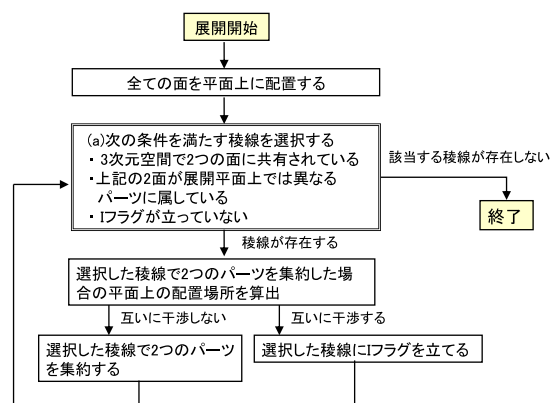 展開開始
全ての面を平面上に配置する
(a)次の条件を満たす稜線を選択する
・3次元空間で2つの面に共有されている
・上記の2面が展開平面上では異なる
パーツに属している
・Iフラグが立っていない
該当する稜線が存在しない
終了
稜線が存在する
選択した稜線で2つのパーツを集約した場
合の平面上の配置場所を算出
互いに干渉しない
互いに干渉する
選択した稜線で2つのパーツ
を集約する
選択した稜線にIフラグを立てる